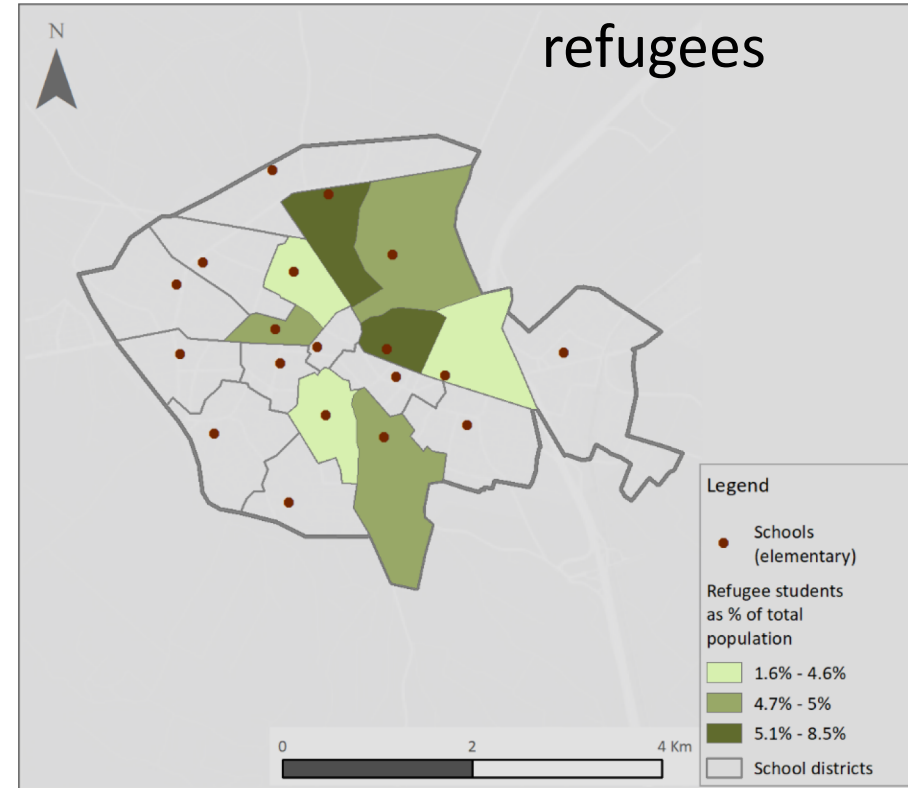 N
refugees
Legend
Schools
(elementary)
Refugee students
as % of total
population
1.6% - 4.6%
4.7% - 5%
5.1% - 8.5%
School districts
0 2 4 Km